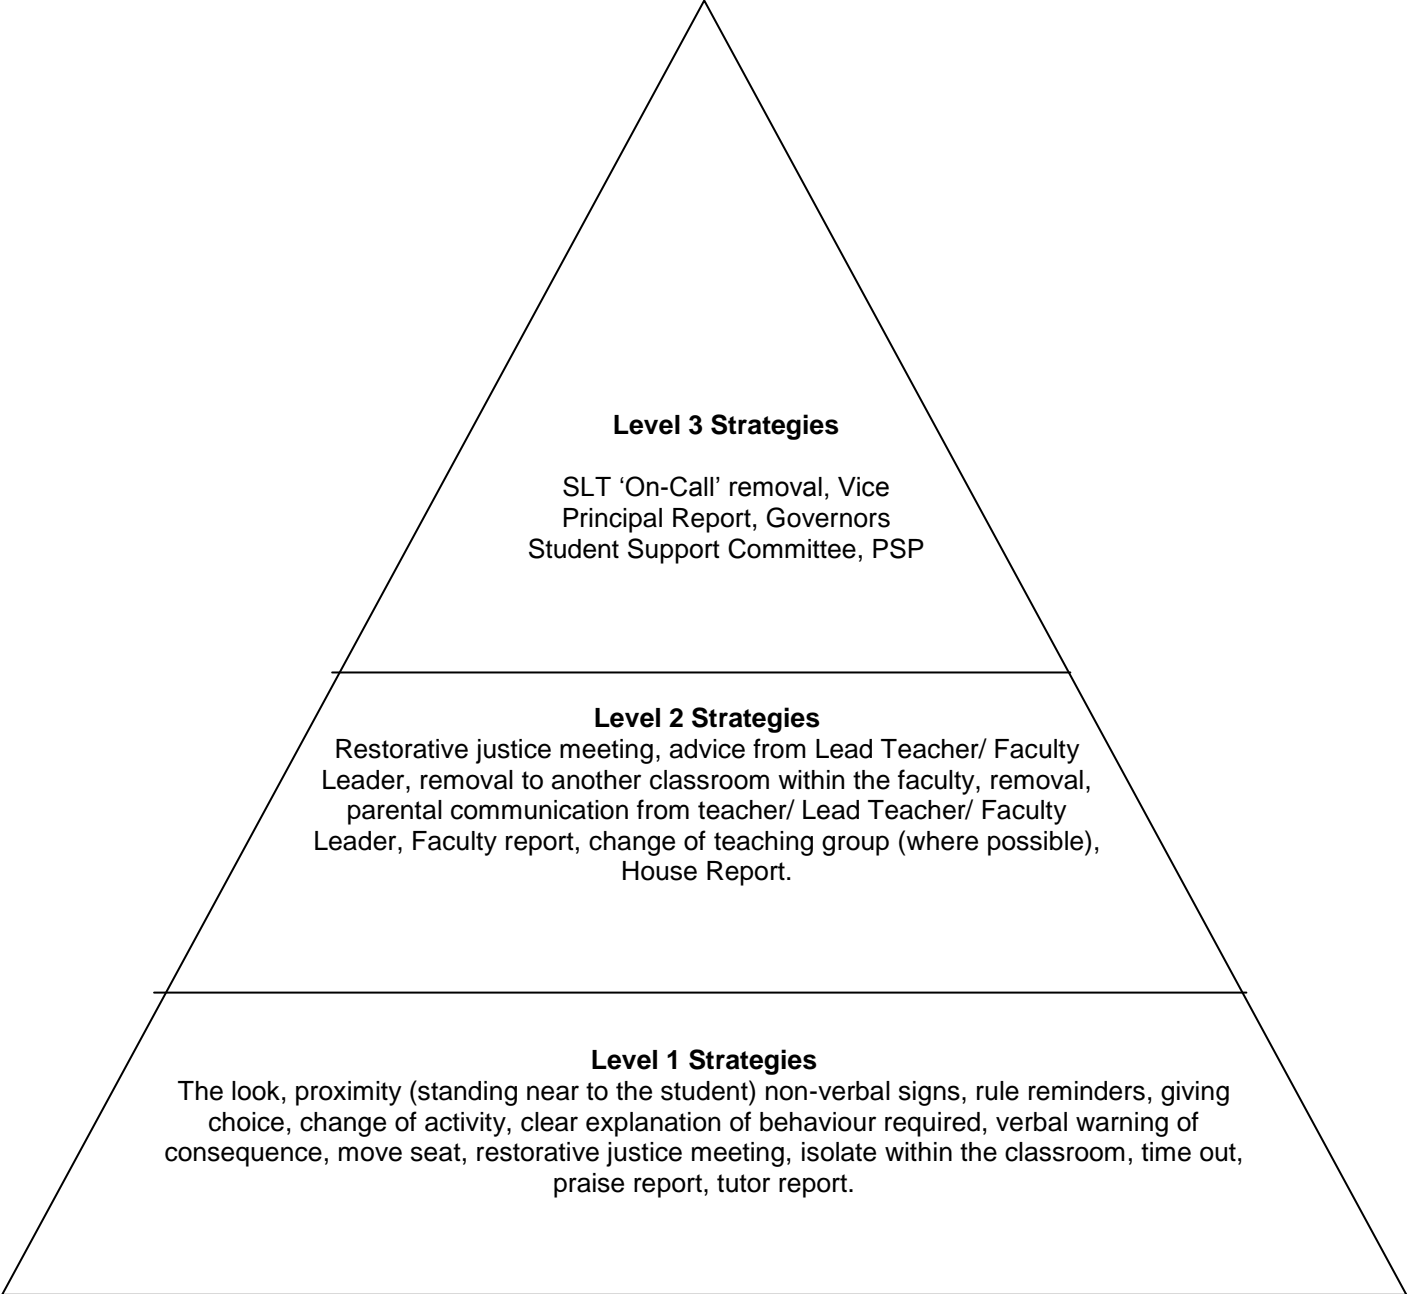 Level 3 Strategies
SLT ‘On-Call’ removal, Vice
Principal Report, Governors
Student Support Committee, PSP
Level 2 Strategies
Restorative justice meeting, advice from Lead Teacher/ Faculty
Leader, removal to another classroom within the faculty, removal,
parental communication from teacher/ Lead Teacher/ Faculty
Leader, Faculty report, change of teaching group (where possible),
House Report.
Level 1 Strategies
The look, proximity (standing near to the student) non-verbal signs, rule reminders, giving
choice, change of activity, clear explanation of behaviour required, verbal warning of
consequence, move seat, restorative justice meeting, isolate within the classroom, time out,
praise report, tutor report.